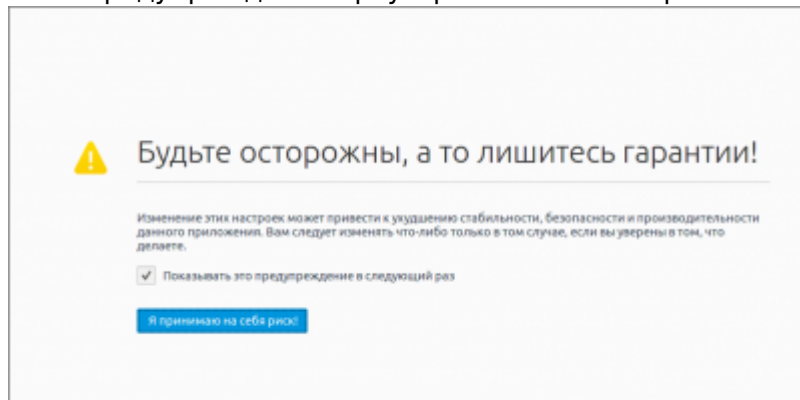 Будьте осторожны, а то лишитесь гарантии!
Изменение этих настроек может привести к ухудшению стабильности, безопасности и производительности
данного приложения. Вам следует изменять что-либо только в том случае, если вы уверены в том, что
делаете.
Показывать это предупреждение в следующий раз
Я принимаю на себя риск!